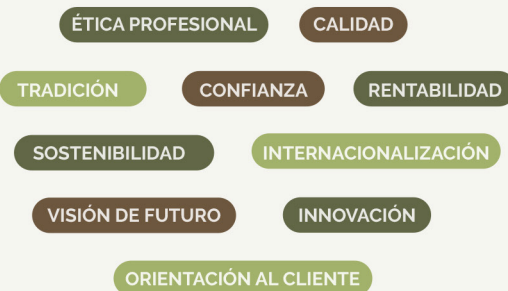 ÉTICA PROFESIONAL
CALIDAD
TRADICIÓN
CONFIANZA
RENTABILIDAD
SOSTENIBILIDAD
INTERNACIONALIZACIÓN
VISIÓN DE FUTURO
INNOVACIÓN
ORIENTACIÓN AL CLIENTE